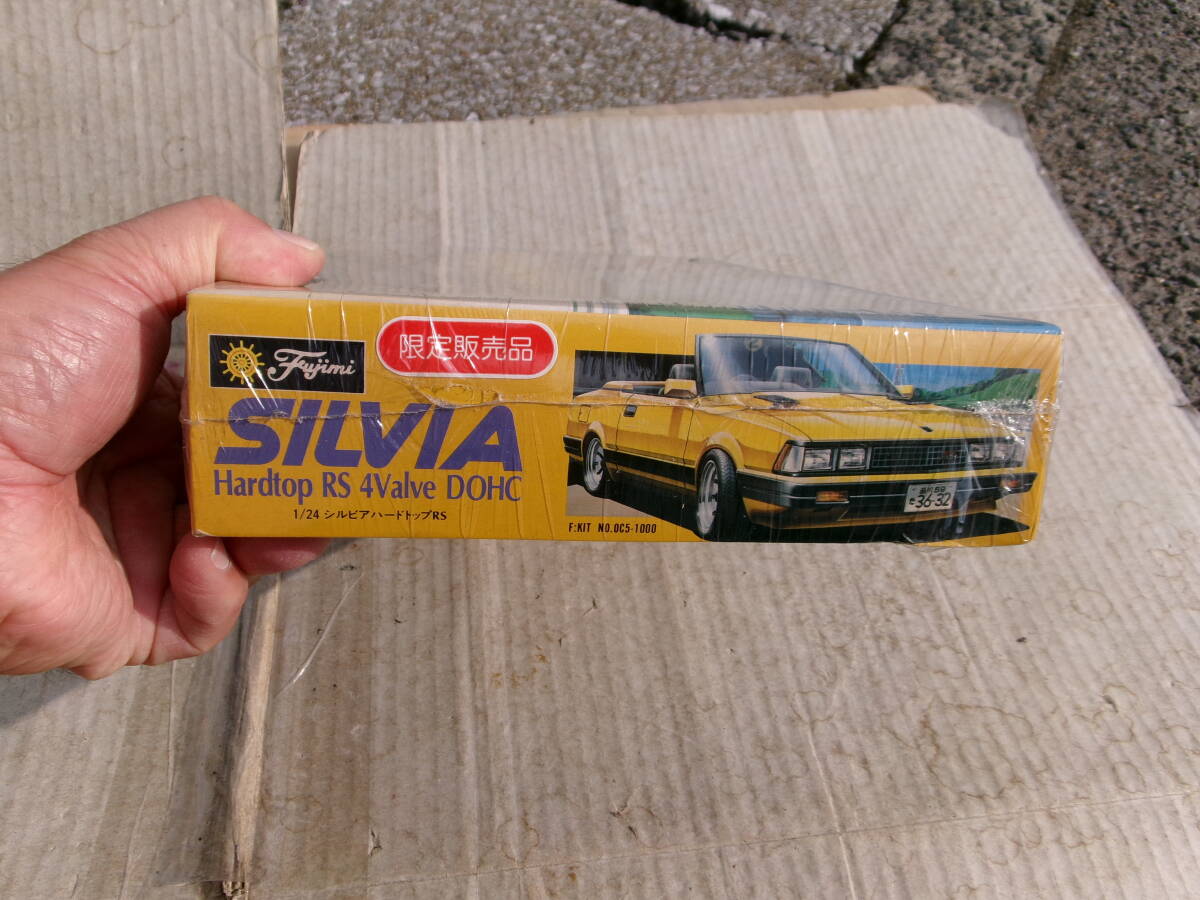 Fujimi
限定販売品
SILVIA
Hardtop RS 4Valve DOHC
1/24 シルビアハードトップRS
F:KIT NO.0C5-1000
36-32